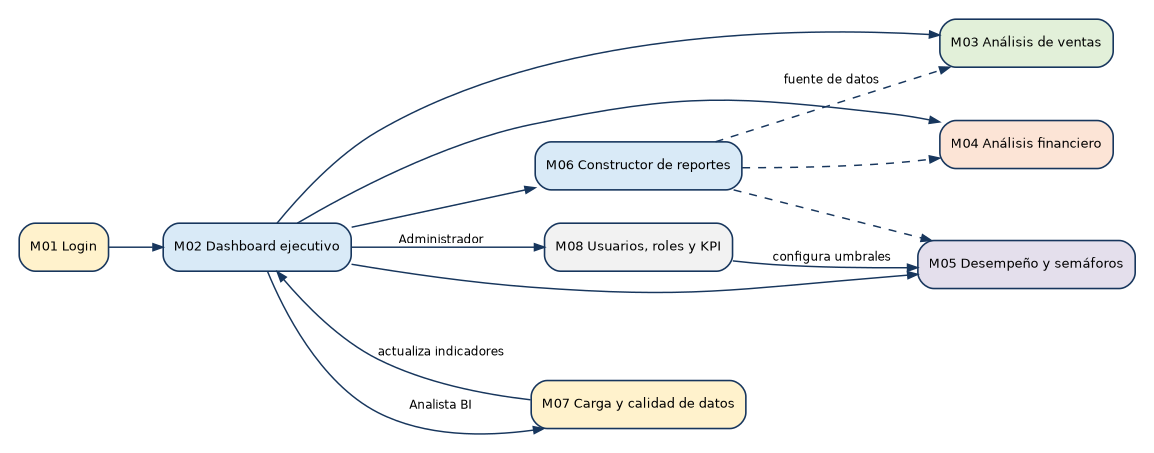 M03 Análisis de ventas
fuente de datos
M04 Análisis financiero
M06 Constructor de reportes
M01 Login
M02 Dashboard ejecutivo
Administrador
M08 Usuarios, roles y KPI
configura umbrales
M05 Desempeño y semáforos
actualiza indicadores
Analista BI
M07 Carga y calidad de datos